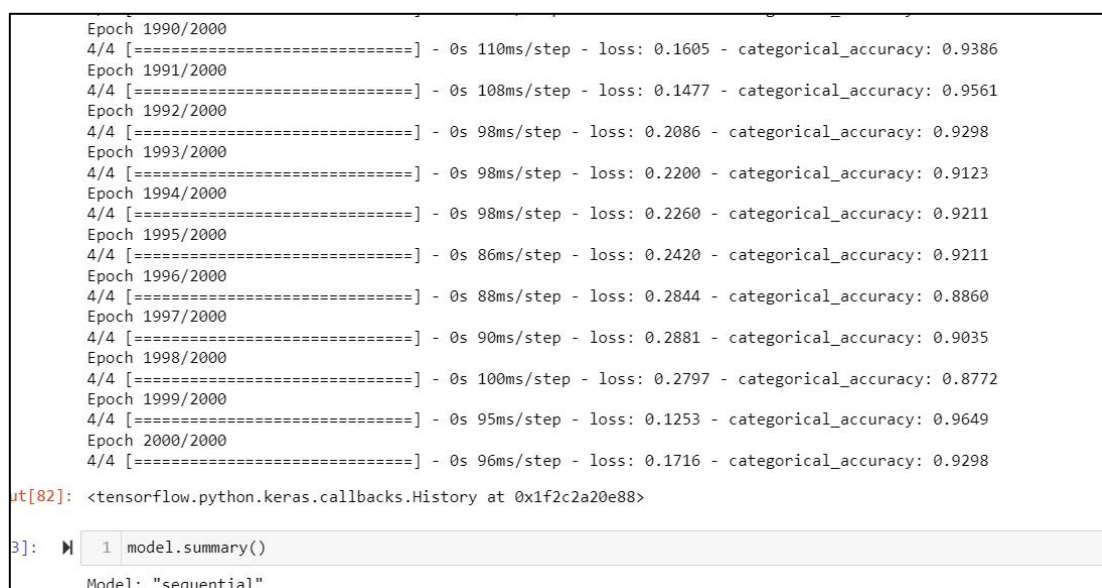 Epoch 1990/2000
4/4 [==============================] - 0s 110ms/step - loss: 0.1605 - categorical_accuracy: 0.9386
Epoch 1991/2000
4/4 [==============================] - 0s 108ms/step - loss: 0.1477 - categorical_accuracy: 0.9561
Epoch 1992/2000
4/4 [==============================] - 0s 98ms/step - loss: 0.2086 - categorical_accuracy: 0.9298
Epoch 1993/2000
4/4 [==============================] - 0s 98ms/step - loss: 0.2200 - categorical_accuracy: 0.9123
Epoch 1994/2000
4/4 [==============================] - 0s 98ms/step - loss: 0.2260 - categorical_accuracy: 0.9211
Epoch 1995/2000
4/4 [==============================] - 0s 86ms/step - loss: 0.2420 - categorical_accuracy: 0.9211
Epoch 1996/2000
4/4 [==============================] - 0s 88ms/step - loss: 0.2844 - categorical_accuracy: 0.8860
Epoch 1997/2000
4/4 [==============================] - 0s 90ms/step - loss: 0.2881 - categorical_accuracy: 0.9035
Epoch 1998/2000
4/4 [==============================] - 0s 100ms/step - loss: 0.2797 - categorical_accuracy: 0.8772
Epoch 1999/2000
4/4 [==============================] - 0s 95ms/step - loss: 0.1253 - categorical_accuracy: 0.9649
Epoch 2000/2000
4/4 [==============================] - 0s 96ms/step - loss: 0.1716 - categorical_accuracy: 0.9298
ut[82]: <tensorflow.python.keras.callbacks.History at 0x1f2c2a20e88>
3]: 1 model.summary()
Model: "sequential"